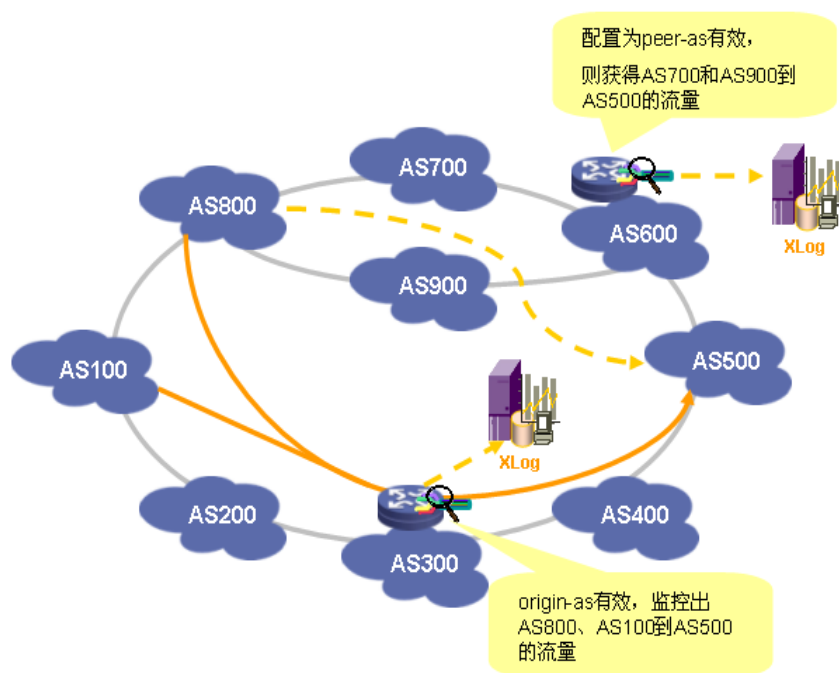 配置为peer-as有效，
则获得AS700和AS900到
AS500的流量
AS700
AS800
AS600
XLog
AS900
AS100
AS500
XLog
AS200
AS400
AS300
origin-as有效，监控出
AS800、AS100到AS500
的流量